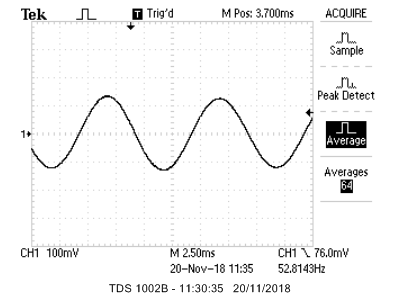 Tek Trig'd M Pos: 3.700ms ACQUIRE
Sample
Peak Detect
1
Average
Averages
64
CH1 100mV M 2.50ms CH1 76.0mV
20-Nov-18 11:35 52.8143Hz
TDS 1002B - 11:30:35 20/11/2018